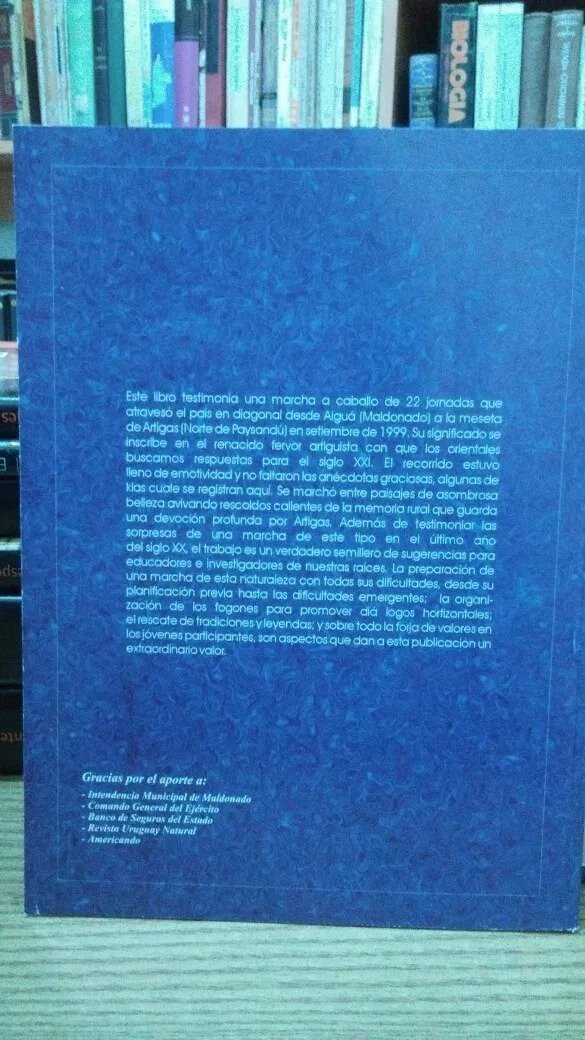 BIOLOGIA
Este libro testimonia una marcha a caballo de 22 jornadas que
atravesó el país en diagonal desde Aiguá (Maldonado) a la meseta
de Artigas (Norte de Paysandú) en setiembre de 1999. Su significado se
inscribe en el renacido fervor artiguista con que los orientales
buscamos respuestas para el siglo XXI. El recorrido estuvo
lleno de emotividad y no faltaron las anécdotas graciosas, algunas de
klas cuale se registran aquí. Se marchó entre paisajes de asombrosa
belleza avivando rescoldos calientes de la memoria rural que guarda
una devoción profunda por Artigas. Además de testimoniar las
sorpresas de una marcha de este tipo en el último ano
del siglo XX, el trabajo es un verdadero semillero de sugerencias para
educadores e investigadores de nuestras raíces. La preparación de
una marcha de esta naturaleza con todas sus dificultades, desde su
planificación previa hasta las dificultades emergentes; la organi-
zación de los fogones para promover diá logos horizontales;
el rescate de tradiciones y leyendas; y sobre todo la forja de valores en
los jóvenes participantes, son aspectos que dan a esta publicación un
extraordinario valor.
Gracias por el aporte a:
- Intendencia Municipal de Maldonado
- Comando General del Ejército
- Banco de Seguros del Estado
- Revista Uruguay Natural
- Americando